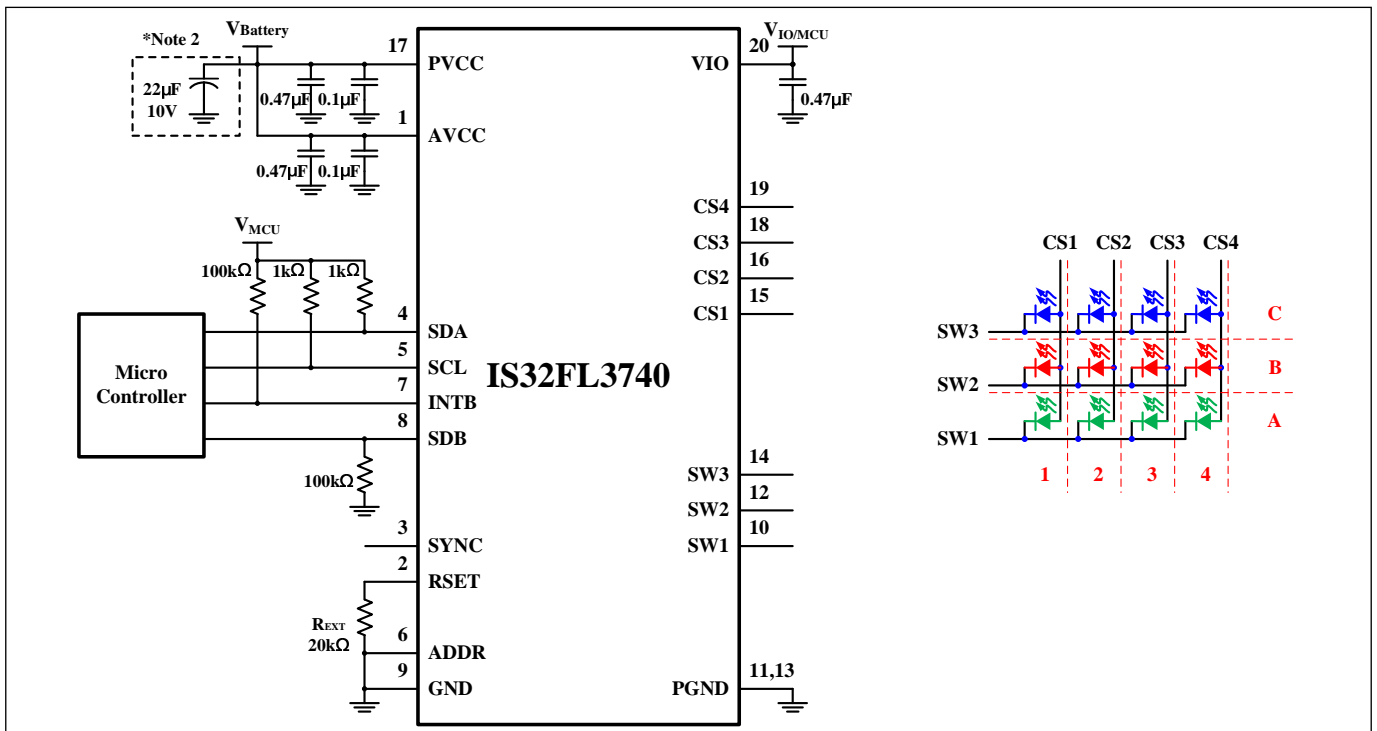 *Note 2
22µF
10V
VBattery
17
PVCC
0.47µF
0.1µF
1
AVCC
0.47µF
0.1µF
VMCU
100kΩ
1kΩ
1kΩ
Micro
Controller
4
SDA
5
SCL
7
INTB
8
SDB
100kΩ
3
SYNC
2
RSET
REXT
20kΩ
6
ADDR
9
GND
IS32FL3740
VIO/MCU
20
VIO
0.47µF
19
CS4
18
CS3
16
CS2
15
CS1
14
SW3
12
SW2
10
SW1
11,13
PGND
CS1 CS2 CS3 CS4
SW3 C
SW2 B
SW1 A
1 2 3 4